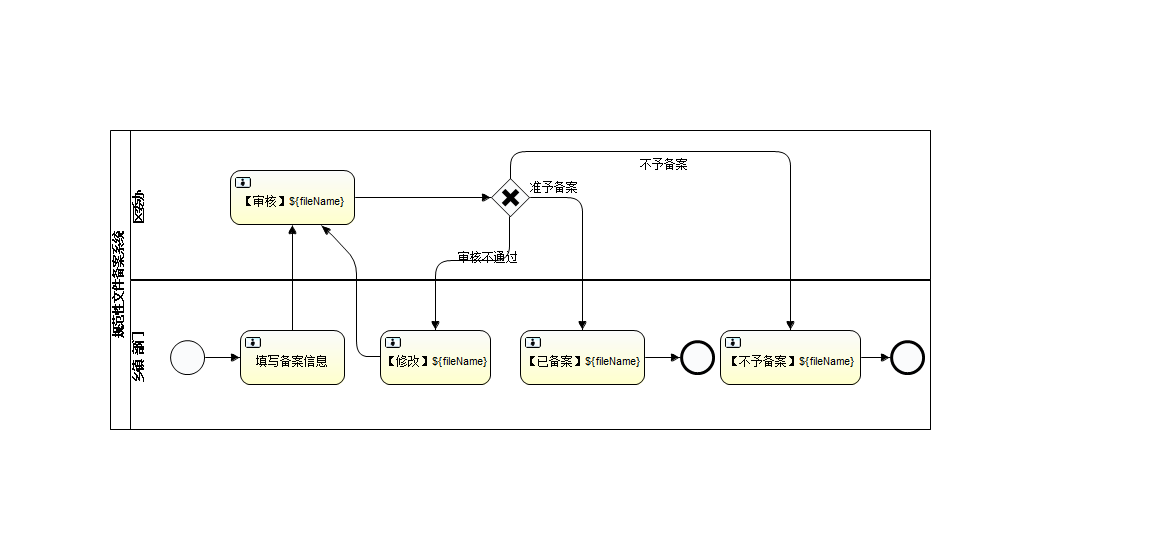 规范性文件备案系统
区委办
不予备案
准予备案
【审核】${fileName}
审核不通过
乡镇 部门
填写备案信息
【修改】${fileName}
【已备案】${fileName}
【不予备案】${fileName}